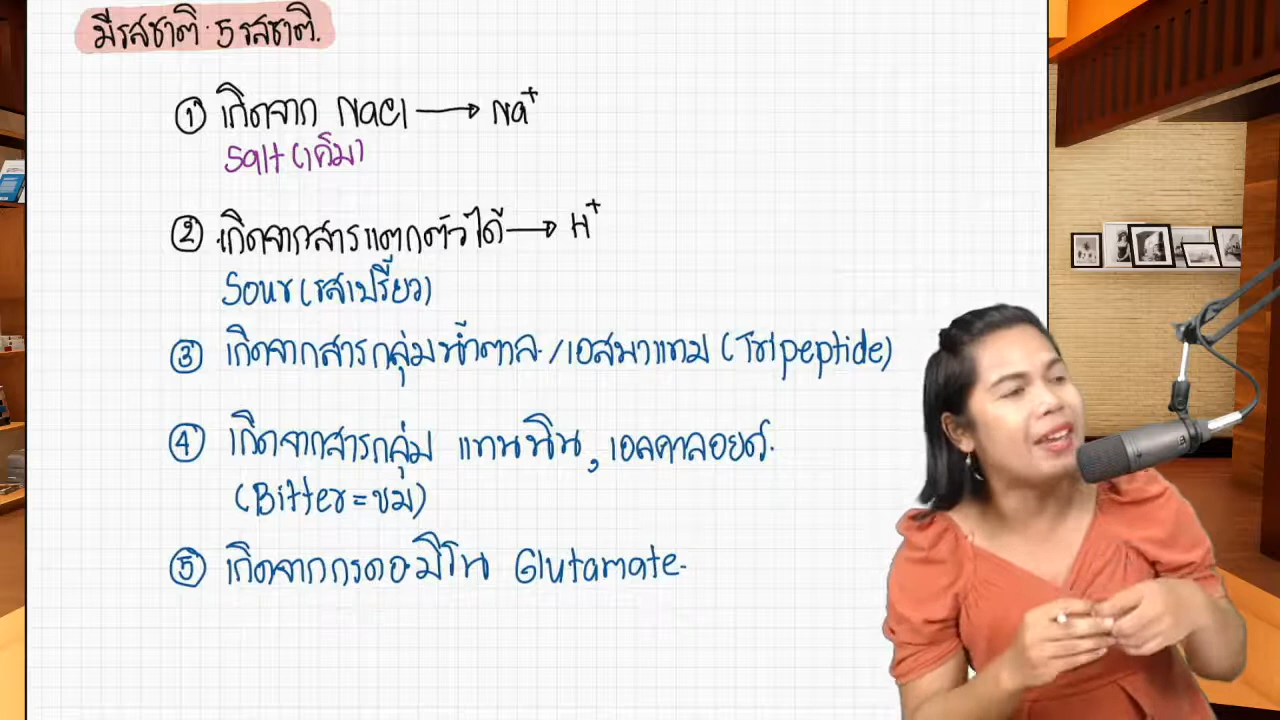 มีรสชาติ 5 รสชาติ.
① เกิดจาก NaCl → Na⁺
Salt (เค็ม)
② เกิดจากสารแตกตัวได้ → H⁺
Sour (รสเปรี้ยว)
③ เกิดจากสารกลุ่มน้ำตาล / เอสพาแทม (Tripeptide)
④ เกิดจากสารกลุ่ม แทนนิน, เอลคาลอยด์.
(Bitter = ขม)
⑤ เกิดจากกรดอะมิโน Glutamate.